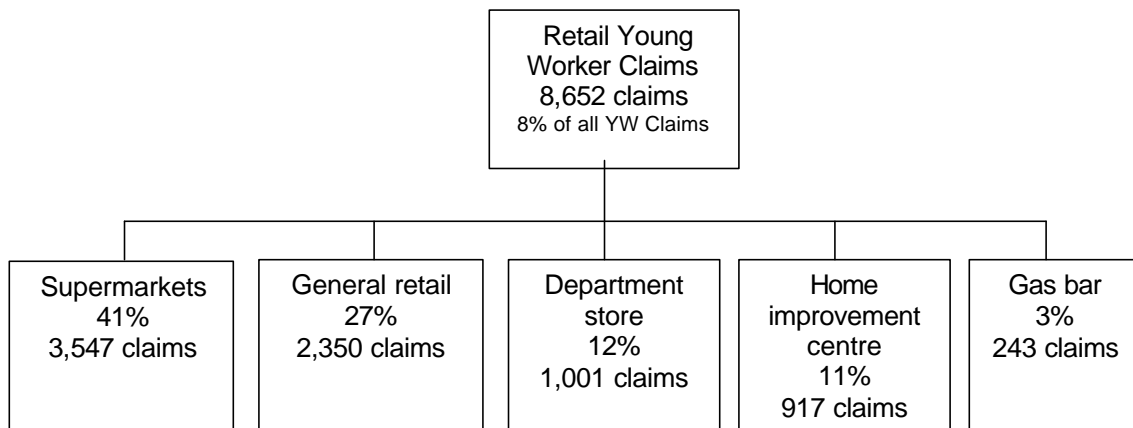 Retail Young
Worker Claims
8,652 claims
8% of all YW Claims
Supermarkets
41%
3,547 claims
General retail
27%
2,350 claims
Department
store
12%
1,001 claims
Home
improvement
centre
11%
917 claims
Gas bar
3%
243 claims